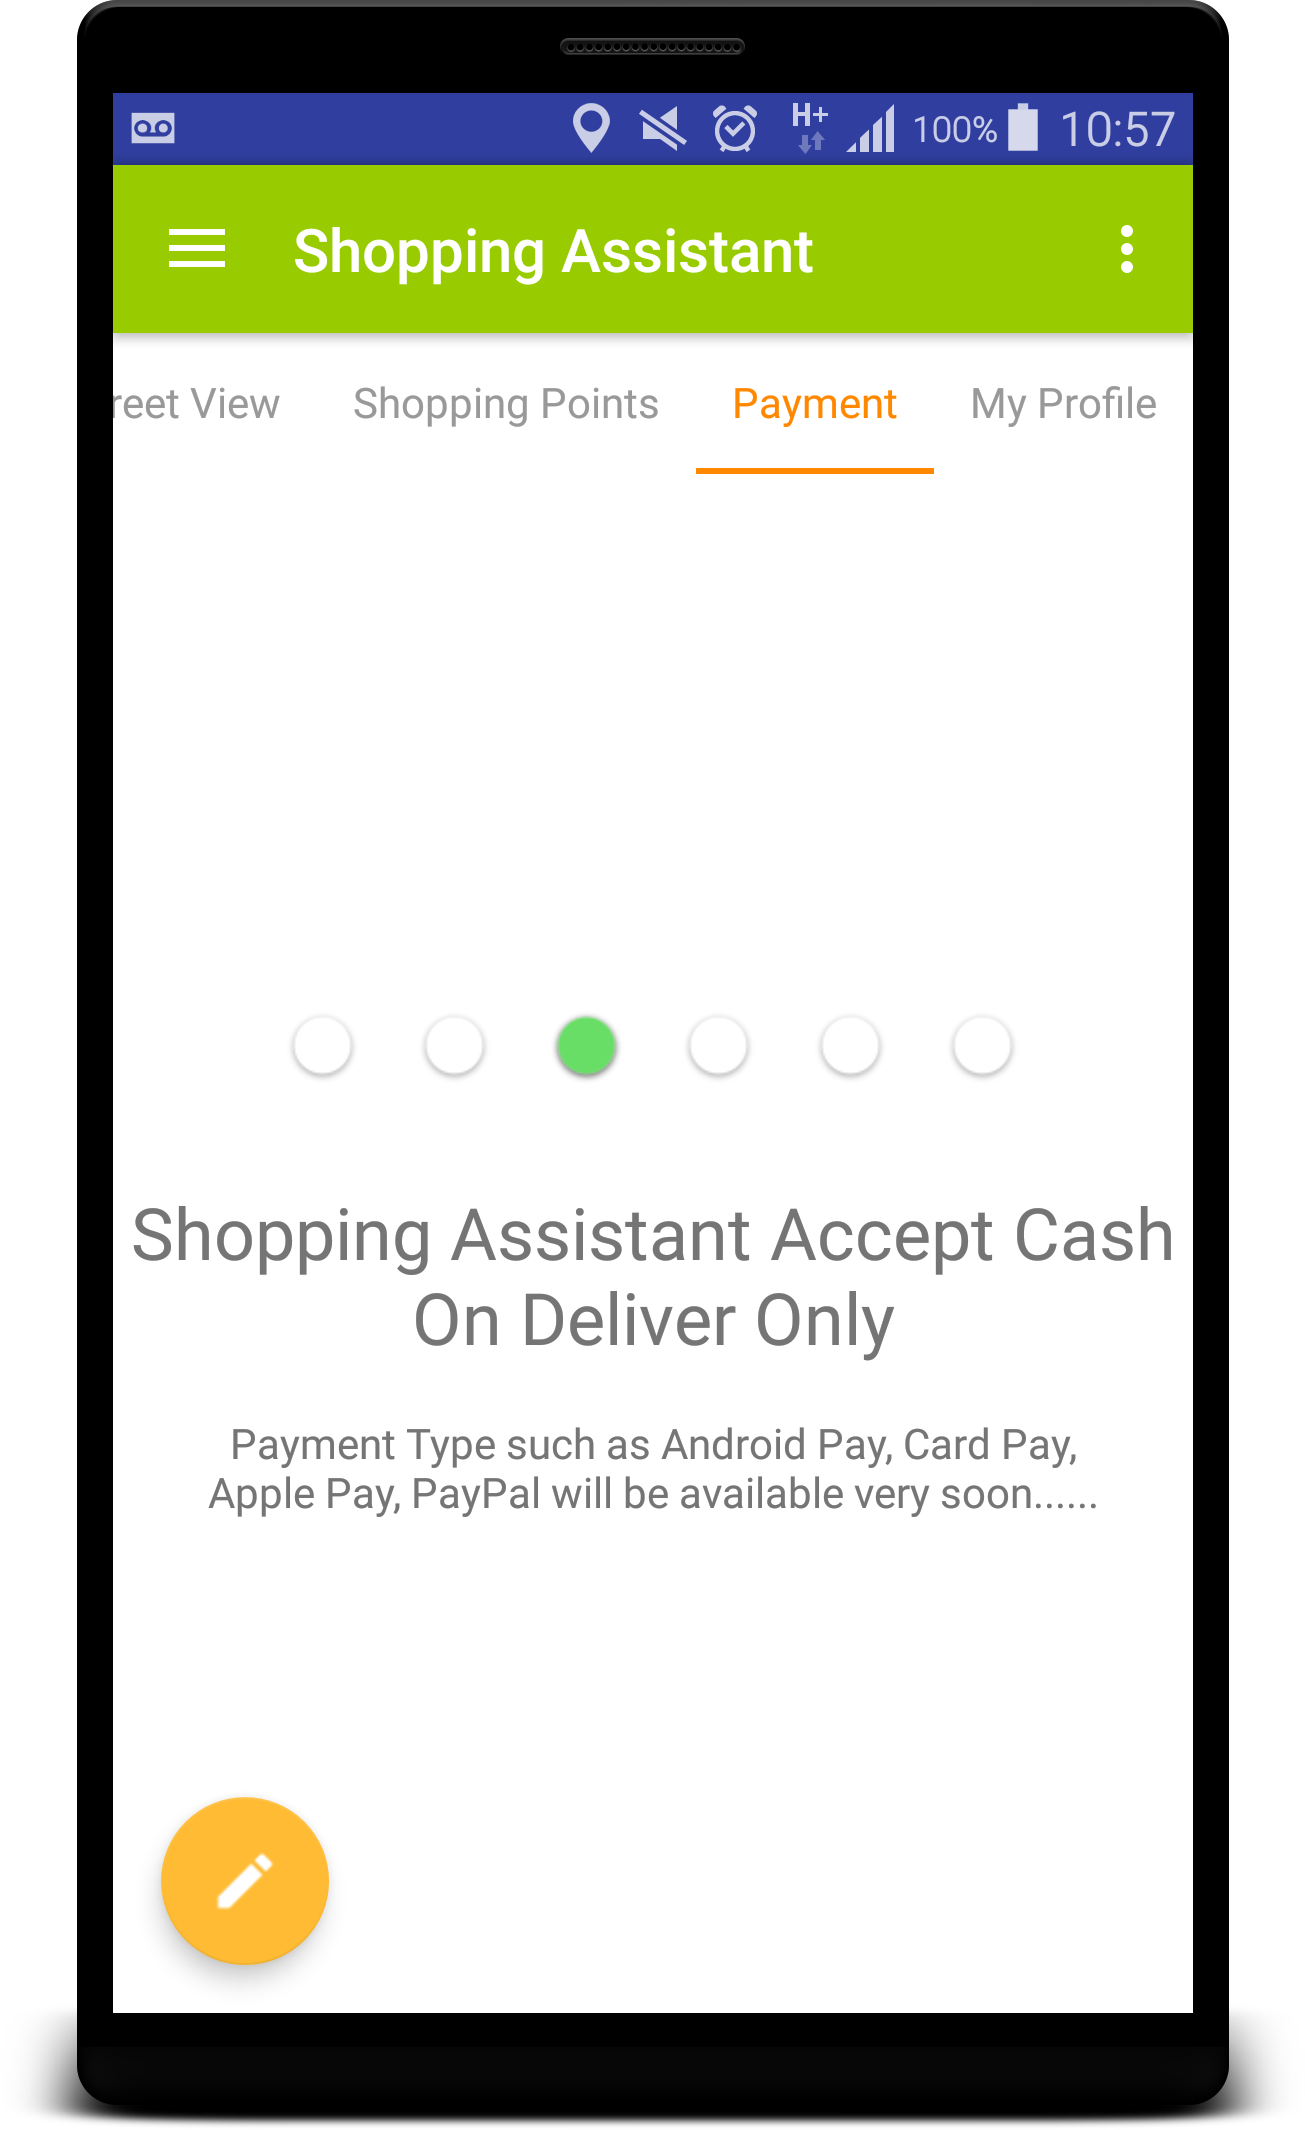 H+ 100% 10:57
Shopping Assistant
reet View Shopping Points Payment My Profile
Shopping Assistant Accept Cash
On Deliver Only
Payment Type such as Android Pay, Card Pay,
Apple Pay, PayPal will be available very soon......